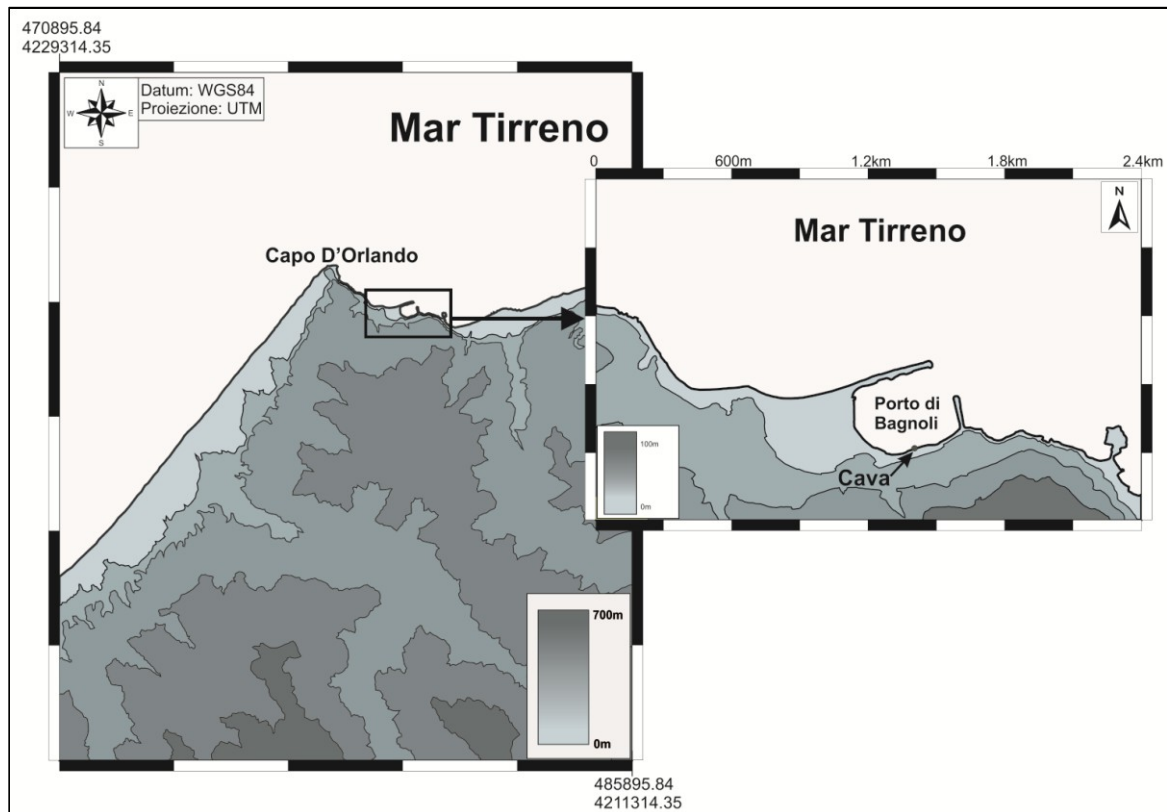 470895.84
4229314.35
N
W
E
S
Datum: WGS84
Proiezione: UTM
Mar Tirreno
0
600m
1.2km
1.8km
2.4km
N
Mar Tirreno
Capo D'Orlando
Porto di
Bagnoli
Cava
100m
0m
700m
0m
485895.84
4211314.35